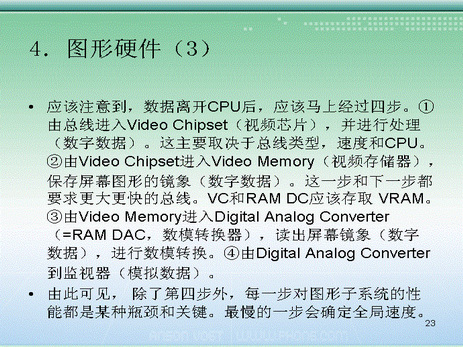 4．图形硬件（3）
• 应该注意到，数据离开CPU后，应该马上经过四步。①
由总线进入Video Chipset（视频芯片），并进行处理
（数字数据）。这主要取决于总线类型，速度和CPU。
②由Video Chipset进入Video Memory（视频存储器），
保存屏幕图形的镜象（数字数据）。这一步和下一步都
要求更大更快的总线。VC和RAM DC应该存取 VRAM。
③由Video Memory进入Digital Analog Converter
（=RAM DAC，数模转换器），读出屏幕镜象（数字
数据），进行数模转换。④由Digital Analog Converter
到监视器（模拟数据）。
• 由此可见， 除了第四步外，每一步对图形子系统的性
能都是某种瓶颈和关键。最慢的一步会确定全局速度。
23